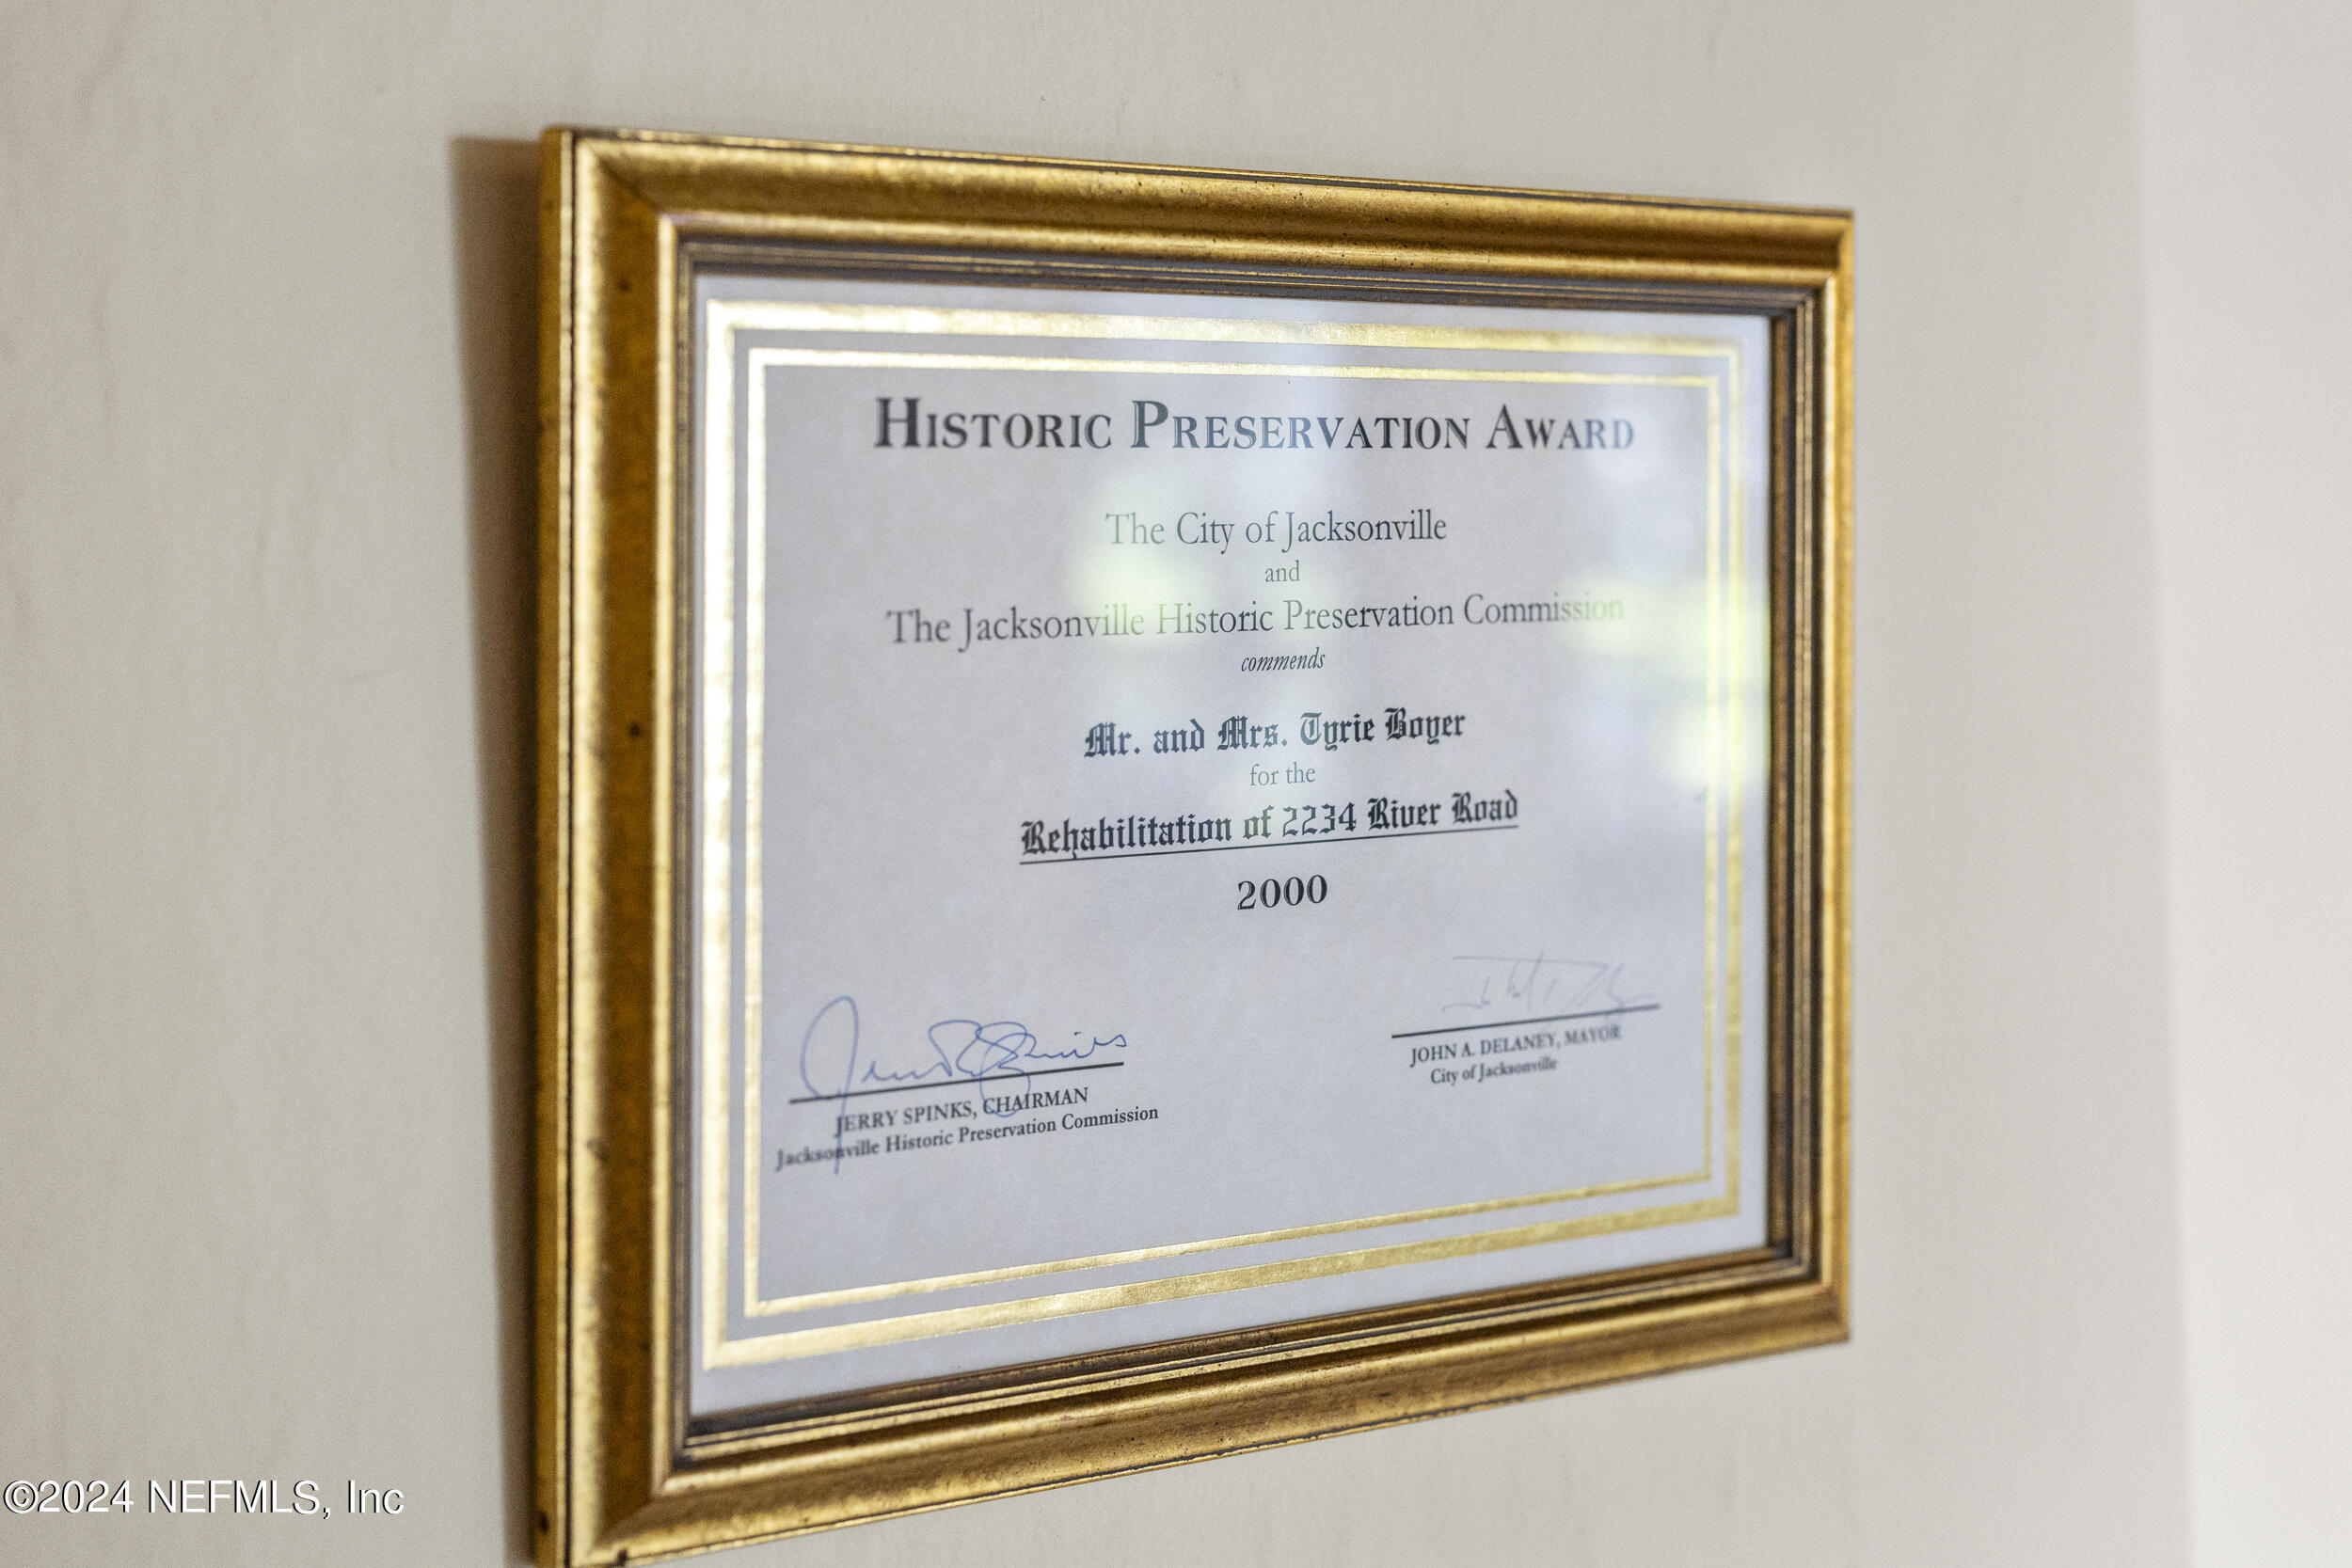 HISTORIC PRESERVATION AWARD
The City of Jacksonville
and
The Jacksonville Historic Preservation Commission
commends
Mr. and Mrs. Tyrie Boyer
for the
Rehabilitation of 2234 River Road
2000
JERRY SPINKS, CHAIRMAN
Jacksonville Historic Preservation Commission
JOHN A. DELANEY, MAYOR
City of Jacksonville
©2024 NEFMLS, Inc